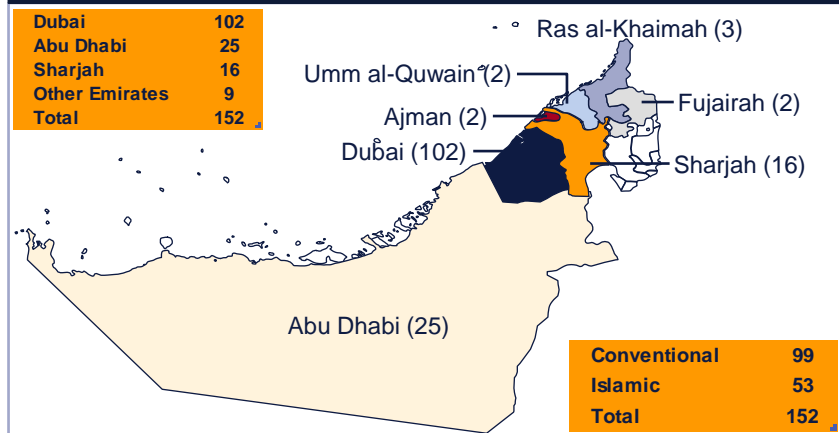 Dubai 102
Abu Dhabi 25
Sharjah 16
Other Emirates 9
Total 152
Ras al-Khaimah (3)
Umm al-Quwain (2)
Ajman (2)
Fujairah (2)
Dubai (102)
Sharjah (16)
Abu Dhabi (25)
Conventional 99
Islamic 53
Total 152